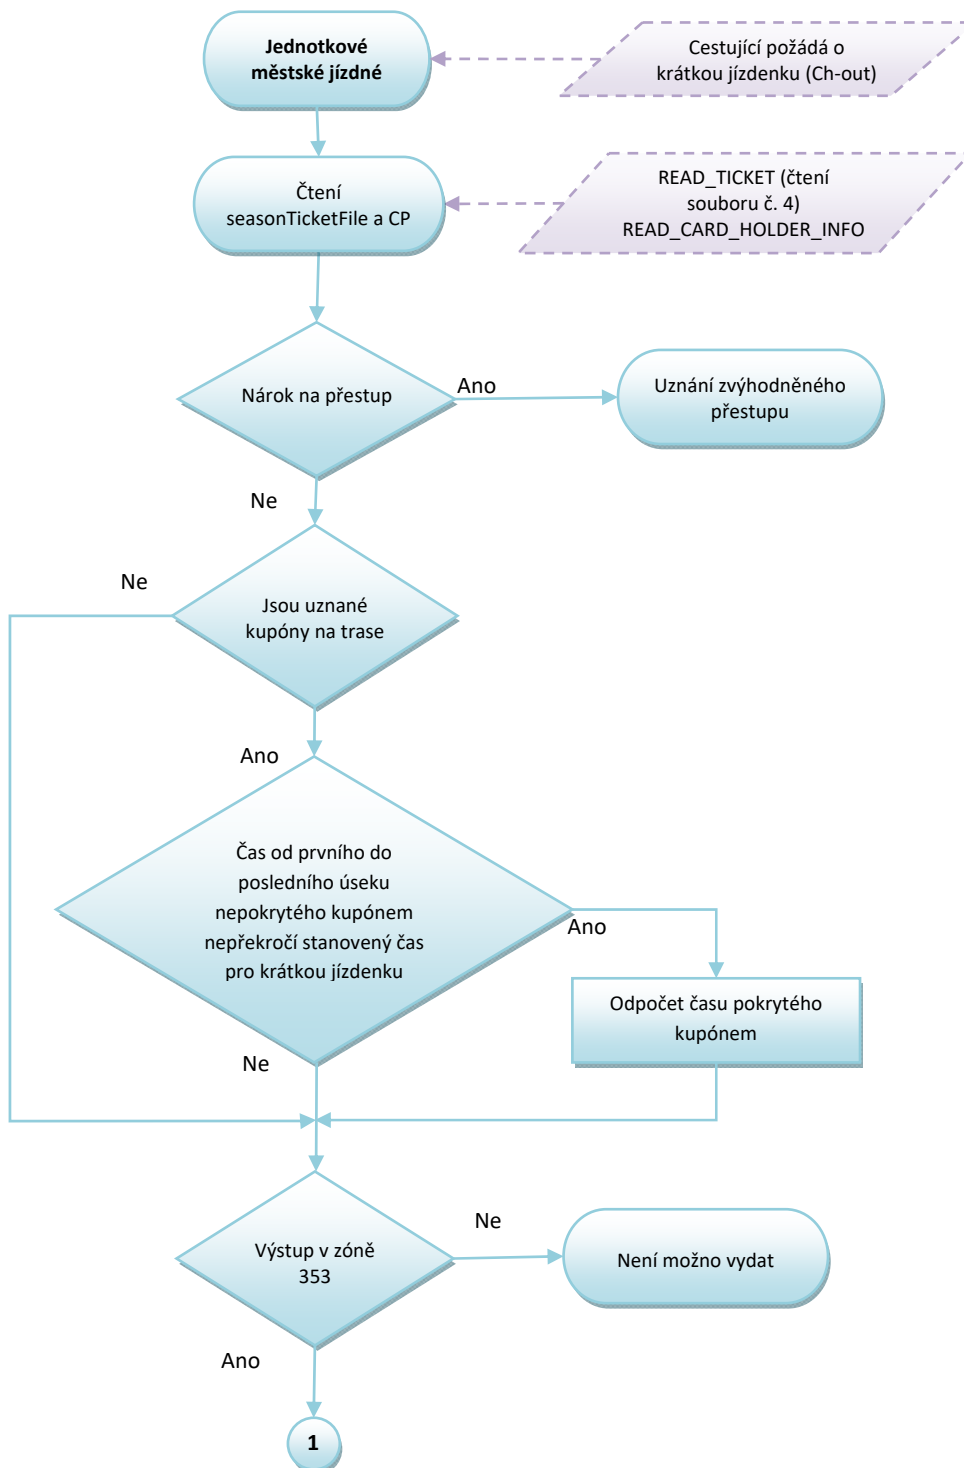 Jednotkové
městské jízdné
Cestující požádá o
krátkou jízdenku (Ch-out)
Čtení
seasonTicketFile a CP
READ_TICKET (čtení
souboru č. 4)
READ_CARD_HOLDER_INFO
Nárok na přestup
Ano
Uznání zvýhodněného
přestupu
Ne
Ne
Jsou uznané
kupóny na trase
Ano
Čas od prvního do
posledního úseku
nepokrytého kupónem
nepřekročí stanovený čas
pro krátkou jízdenku
Ano
Odpočet času pokrytého
kupónem
Ne
Výstup v zóně
353
Ne
Není možno vydat
Ano
1